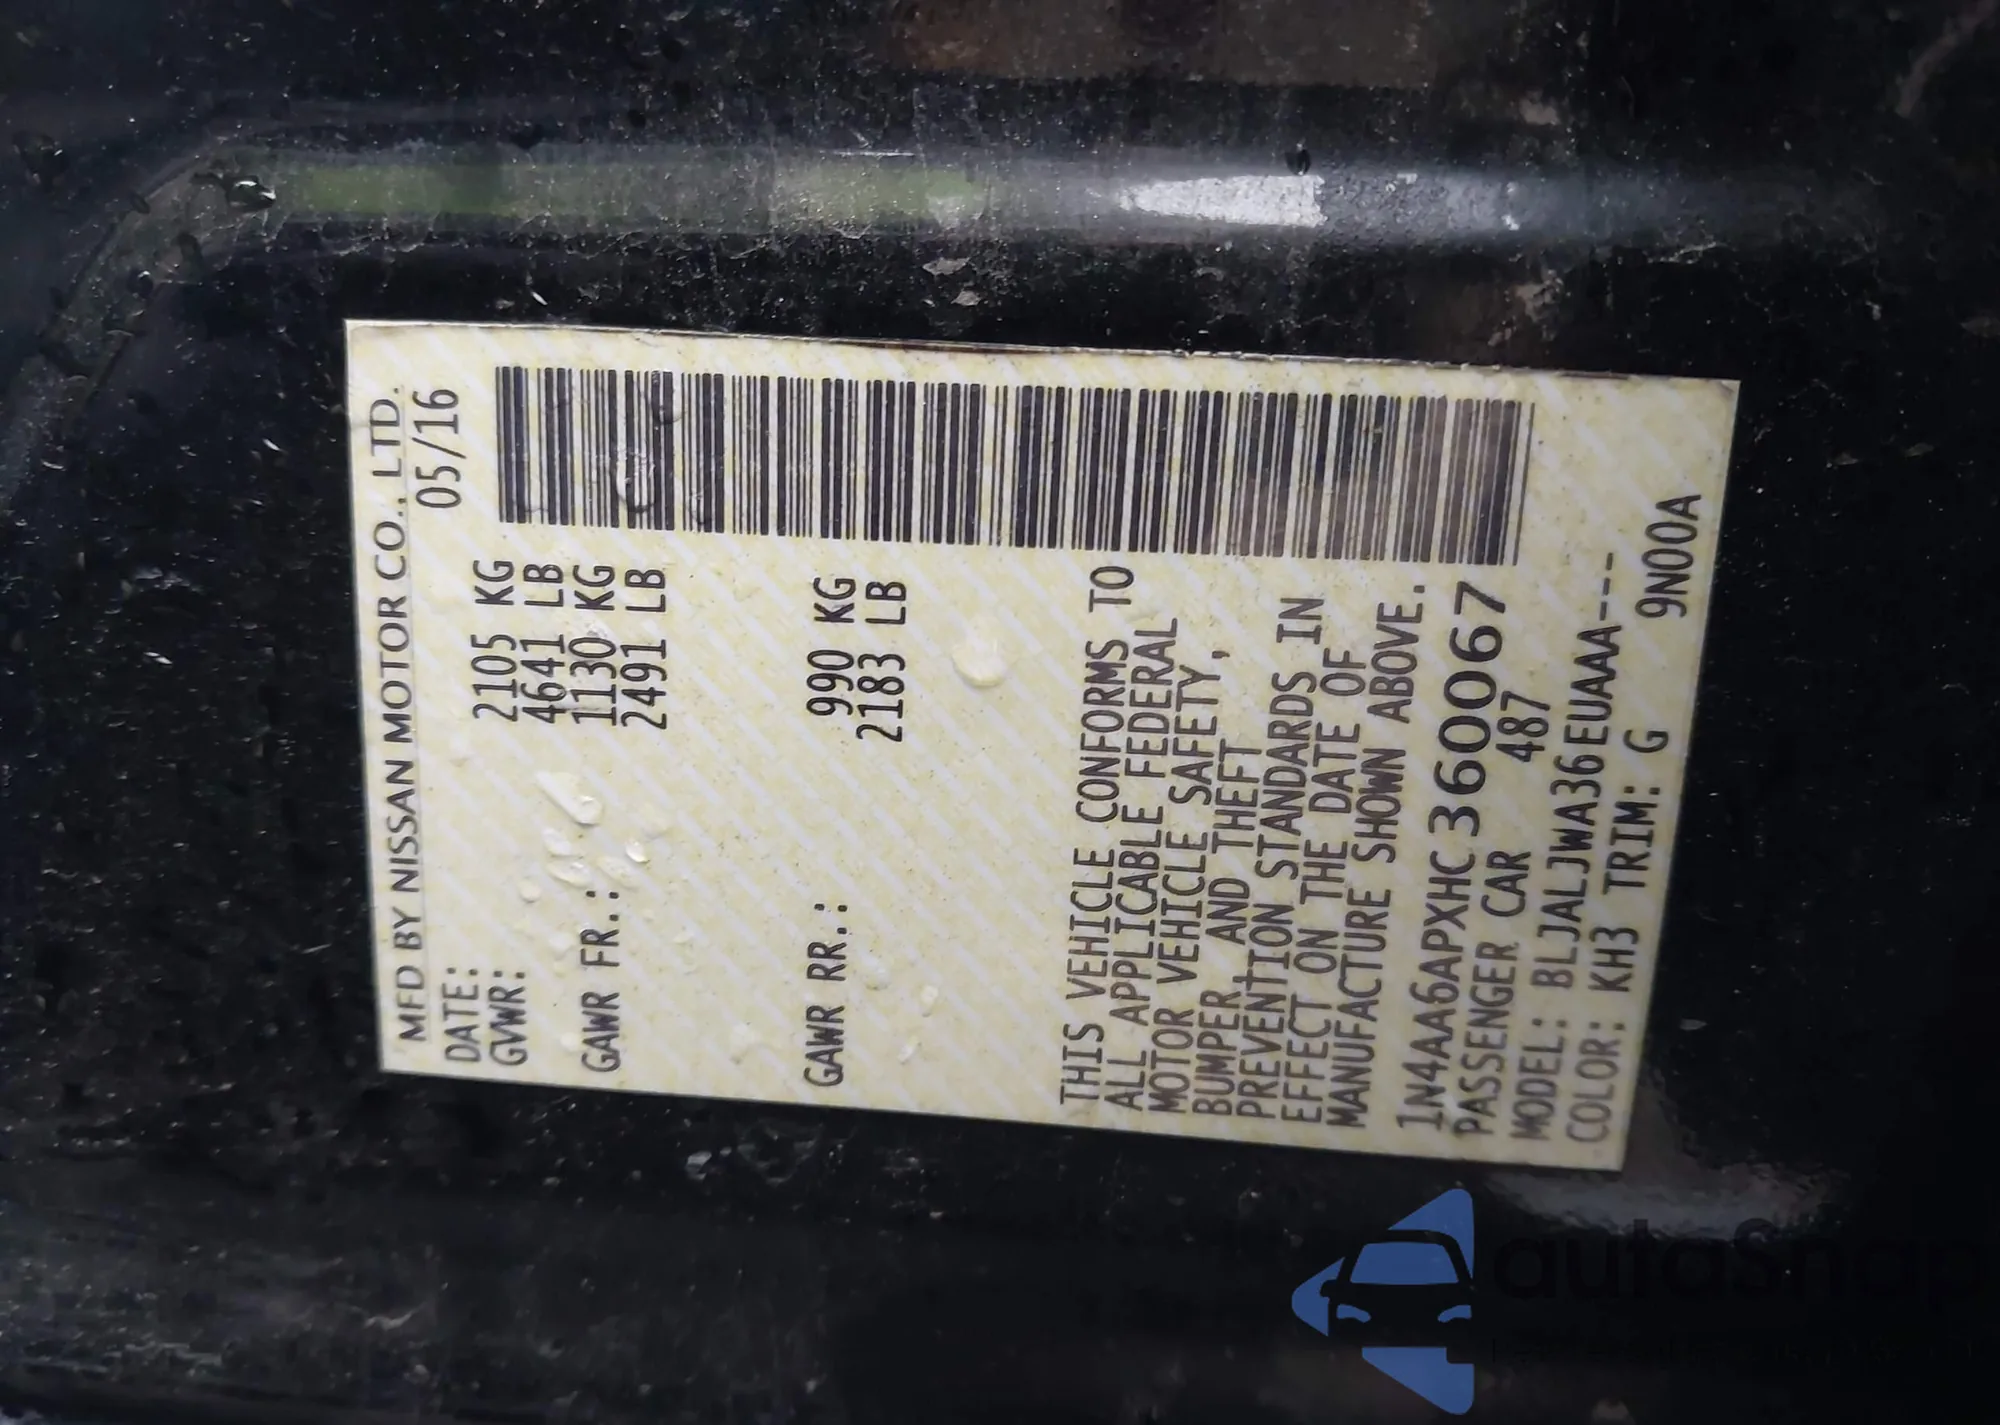 MFD BY NISSAN MOTOR CO., LTD.
DATE: 05/16
GVWR: 2105 KG
4641 LB
GAWR FR.: 1130 KG
2491 LB
GAWR RR.: 990 KG
2183 LB
THIS VEHICLE CONFORMS TO
ALL APPLICABLE FEDERAL
MOTOR VEHICLE SAFETY,
BUMPER, AND THEFT
PREVENTION STANDARDS IN
EFFECT ON THE DATE OF
MANUFACTURE SHOWN ABOVE.
1N4AA6APXHC360067
PASSENGER CAR 487
MODEL: BLJALJWA36EUAAA---
COLOR: KH3 TRIM: G 9N00A